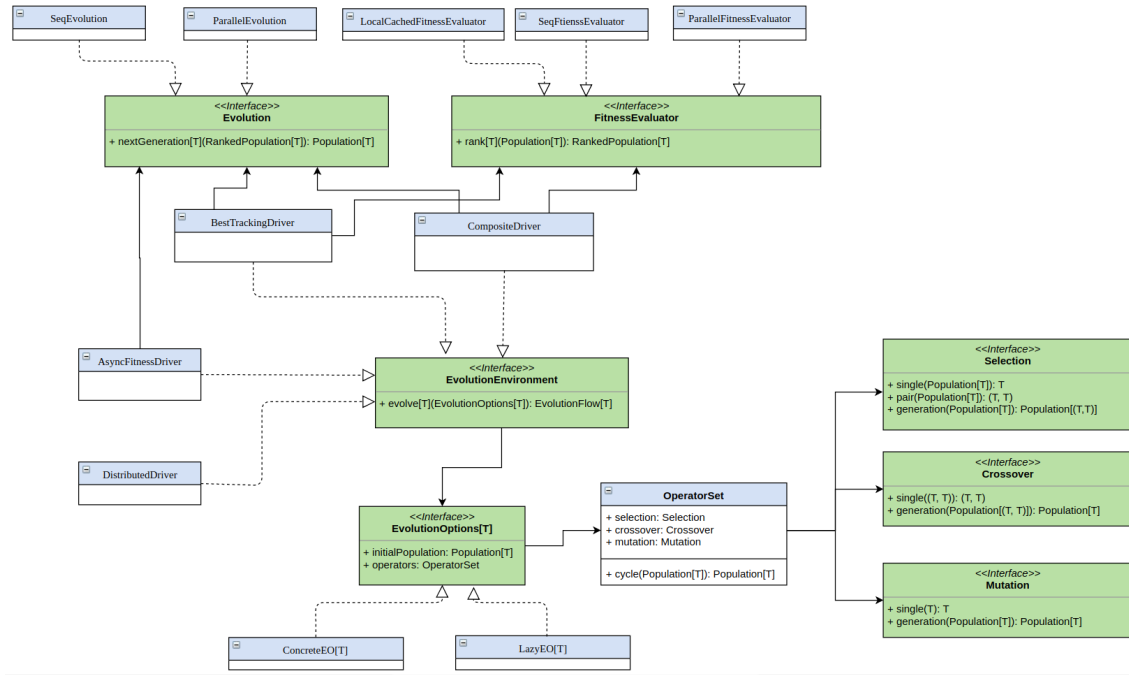 SeqEvolution
ParallelEvolution
LocalCachedFitnessEvaluator
SeqFtienssEvaluator
ParallelFitnessEvaluator
<<Interface>>
Evolution
+ nextGeneration[T](RankedPopulation[T]): Population[T]
<<Interface>>
FitnessEvaluator
+ rank[T](Population[T]): RankedPopulation[T]
BestTrackingDriver
CompositeDriver
AsyncFitnessDriver
<<Interface>>
EvolutionEnvironment
+ evolve[T](EvolutionOptions[T]): EvolutionFlow[T]
<<Interface>>
Selection
+ single(Population[T]): T
+ pair(Population[T]): (T, T)
+ generation(Population[T]): Population[(T,T)]
DistributedDriver
<<Interface>>
Crossover
+ single((T, T)): (T, T)
+ generation(Population[(T, T)]): Population[T]
<<Interface>>
EvolutionOptions[T]
+ initialPopulation: Population[T]
+ operators: OperatorSet
OperatorSet
+ selection: Selection
+ crossover: Crossover
+ mutation: Mutation
+ cycle(Population[T]): Population[T]
<<Interface>>
Mutation
+ single(T): T
+ generation(Population[T]): Population[T]
ConcreteEO[T]
LazyEO[T]